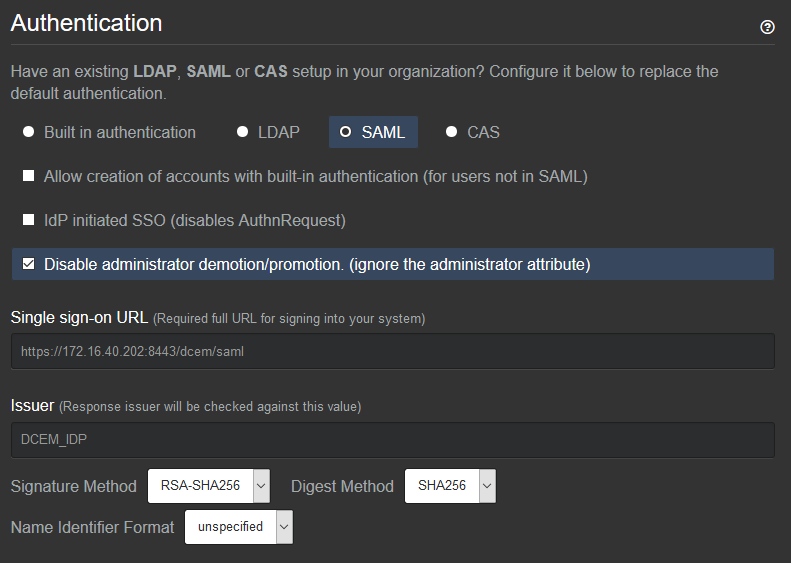 Authentication
Have an existing LDAP, SAML or CAS setup in your organization? Configure it below to replace the
default authentication.
Built in authentication LDAP SAML CAS
Allow creation of accounts with built-in authentication (for users not in SAML)
IdP initiated SSO (disables AuthnRequest)
Disable administrator demotion/promotion. (ignore the administrator attribute)
Single sign-on URL (Required full URL for signing into your system)
https://172.16.40.202:8443/dcem/saml
Issuer (Response issuer will be checked against this value)
DCEM_IDP
Signature Method RSA-SHA256 Digest Method SHA256
Name Identifier Format unspecified